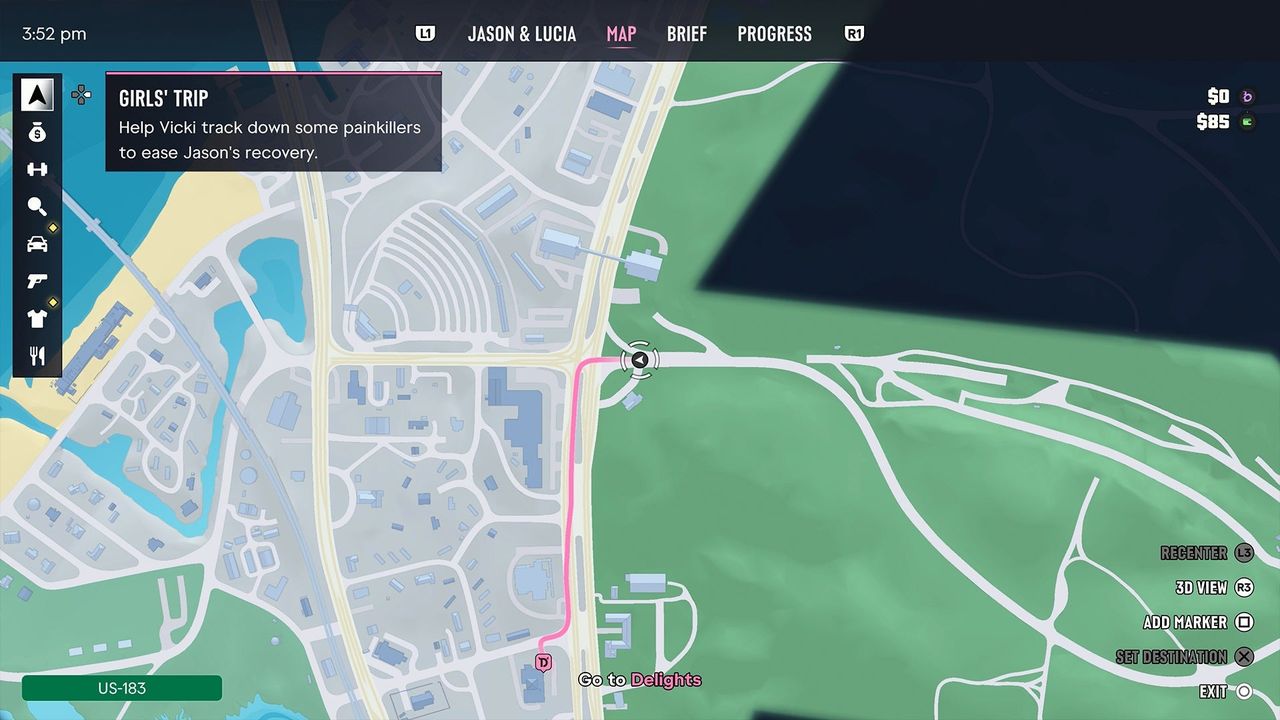 3:52 pm
L1 JASON & LUCIA MAP BRIEF PROGRESS R1
GIRLS' TRIP
Help Vicki track down some painkillers
to ease Jason's recovery.
$0
$85
RECENTER L3
3D VIEW R3
ADD MARKER
SET DESTINATION
D
Go to Delights
US-183
EXIT